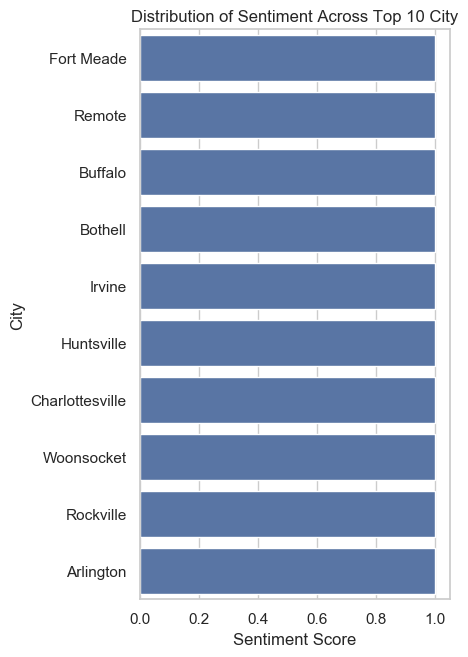 Distribution of Sentiment Across Top 10 City
Fort Meade
Remote
Buffalo
Bothell
Irvine
Huntsville
Charlottesville
Woonsocket
Rockville
Arlington
City
0.0 0.2 0.4 0.6 0.8 1.0
Sentiment Score